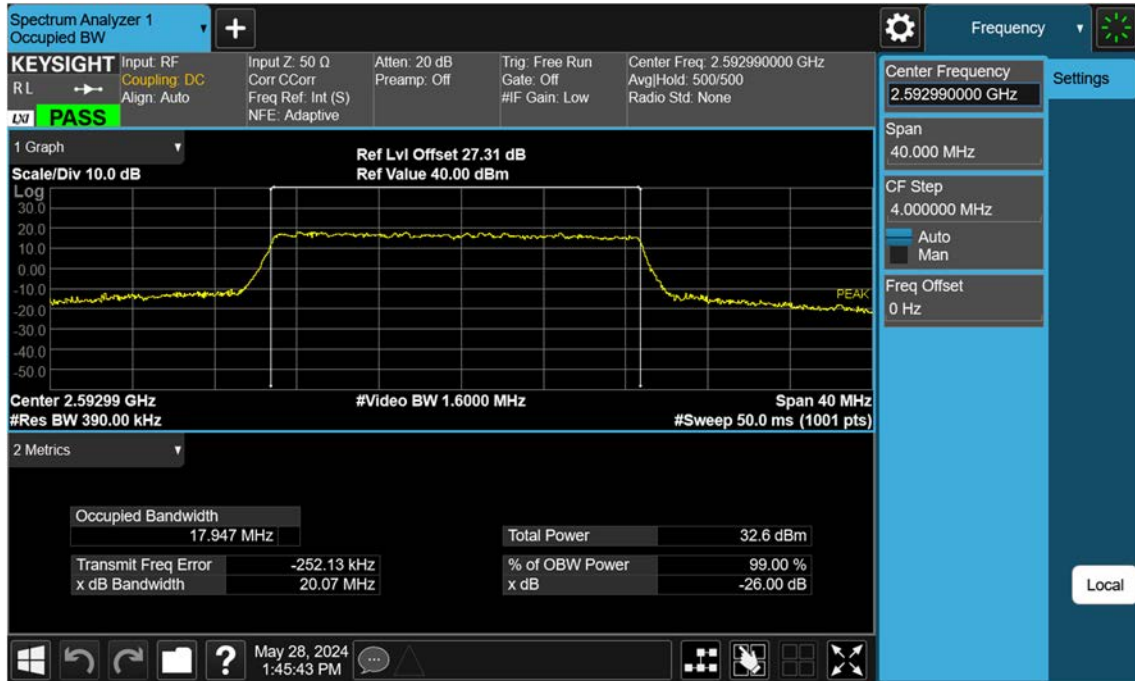 Spectrum Analyzer 1
Occupied BW
+
Frequency
KEYSIGHT
R L
LXI PASS
Input: RF
Coupling: DC
Align: Auto
Input Z: 50 Ω
Corr CCorr
Freq Ref: Int (S)
NFE: Adaptive
Atten: 20 dB
Preamp: Off
Trig: Free Run
Gate: Off
#IF Gain: Low
Center Freq: 2.592990000 GHz
Avg|Hold: 500/500
Radio Std: None
Center Frequency
2.592990000 GHz
Settings
Span
40.000 MHz
CF Step
4.000000 MHz
Auto
Man
Freq Offset
0 Hz
Local
1 Graph
Ref Lvl Offset 27.31 dB
Scale/Div 10.0 dB
Ref Value 40.00 dBm
Log
30.0
20.0
10.0
0.00
-10.0
-20.0
-30.0
-40.0
-50.0
PEAK
Center 2.59299 GHz
#Video BW 1.6000 MHz
Span 40 MHz
#Res BW 390.00 kHz
#Sweep 50.0 ms (1001 pts)
2 Metrics
Occupied Bandwidth
17.947 MHz
Total Power 32.6 dBm
Transmit Freq Error -252.13 kHz
% of OBW Power 99.00 %
x dB Bandwidth 20.07 MHz
x dB -26.00 dB
?
May 28, 2024
1:45:43 PM